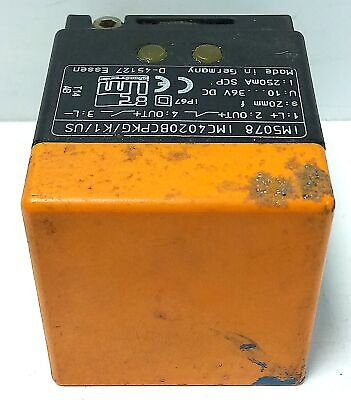 IM5078 IMC4020BCPKG/K1/US
1:L+ 2:OUT+ 4:OUT+ 3:L-
s:20mm f
U:10...36V DC
I:250mA SCP
IP67
ifm
Made in Germany
D-45127 Essen